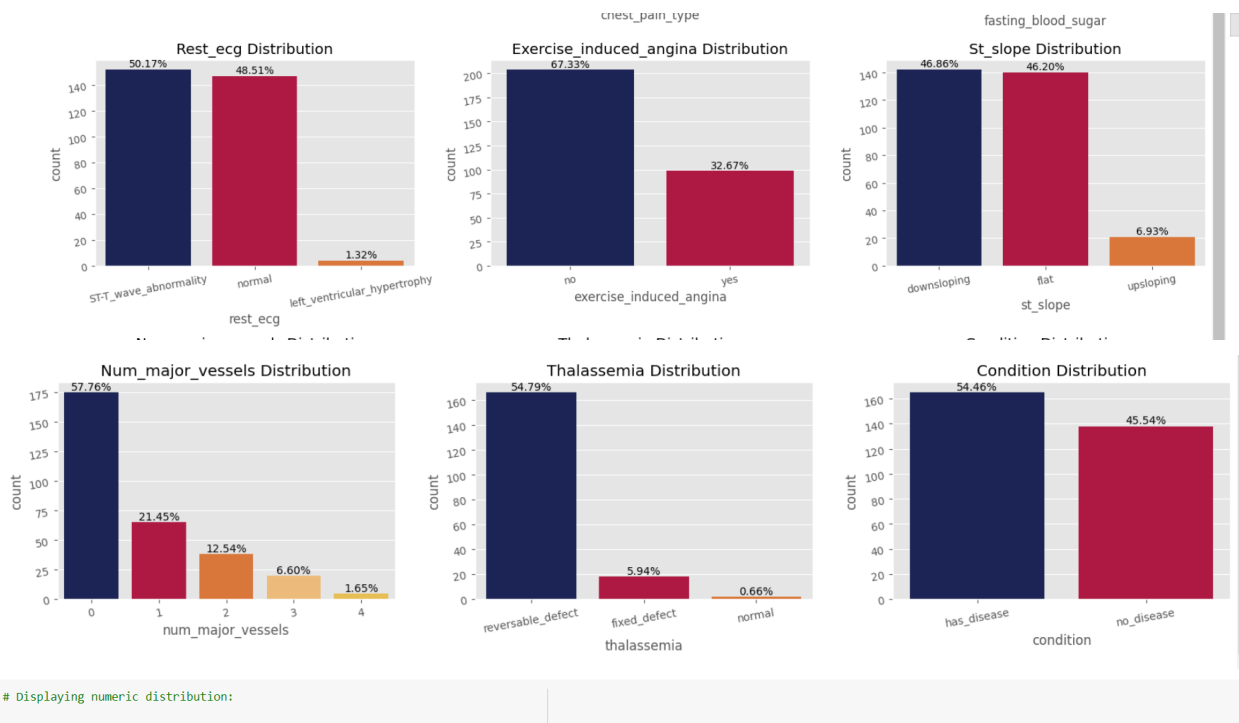 chest_pain_type
fasting_blood_sugar
Rest_ecg Distribution
50.17%
48.51%
1.32%
140
120
100
80
60
40
20
0
count
ST-T_wave_abnormality
normal
left_ventricular_hypertrophy
rest_ecg
Exercise_induced_angina Distribution
67.33%
32.67%
200
175
150
125
100
75
50
25
0
count
no
yes
exercise_induced_angina
St_slope Distribution
46.86%
46.20%
6.93%
140
120
100
80
60
40
20
0
count
downsloping
flat
upsloping
st_slope
Num_major_vessels Distribution
57.76%
21.45%
12.54%
6.60%
1.65%
175
150
125
100
75
50
25
0
count
0
1
2
3
4
num_major_vessels
Thalassemia Distribution
54.79%
5.94%
0.66%
160
140
120
100
80
60
40
20
0
count
reversable_defect
fixed_defect
normal
thalassemia
Condition Distribution
54.46%
45.54%
160
140
120
100
80
60
40
20
0
count
has_disease
no_disease
condition
# Displaying numeric distribution: